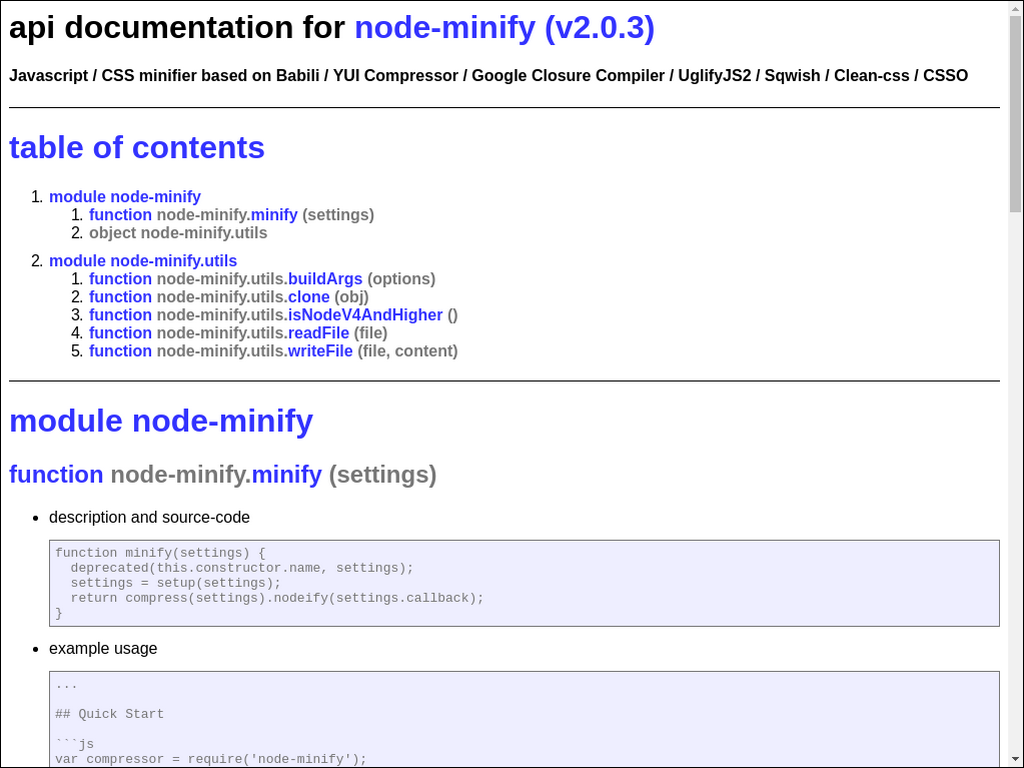 api documentation for node-minify (v2.0.3)
Javascript / CSS minifier based on Babili / YUI Compressor / Google Closure Compiler / UglifyJS2 / Sqwish / Clean-css / CSSO
table of contents
1. module node-minify
1. function node-minify.minify (settings)
2. object node-minify.utils
2. module node-minify.utils
1. function node-minify.utils.buildArgs (options)
2. function node-minify.utils.clone (obj)
3. function node-minify.utils.isNodeV4AndHigher ()
4. function node-minify.utils.readFile (file)
5. function node-minify.utils.writeFile (file, content)
module node-minify
function node-minify.minify (settings)
• description and source-code
function minify(settings) {
  deprecated(this.constructor.name, settings);
  settings = setup(settings);
  return compress(settings).nodeify(settings.callback);
}
• example usage
...
## Quick Start
```js
var compressor = require('node-minify');